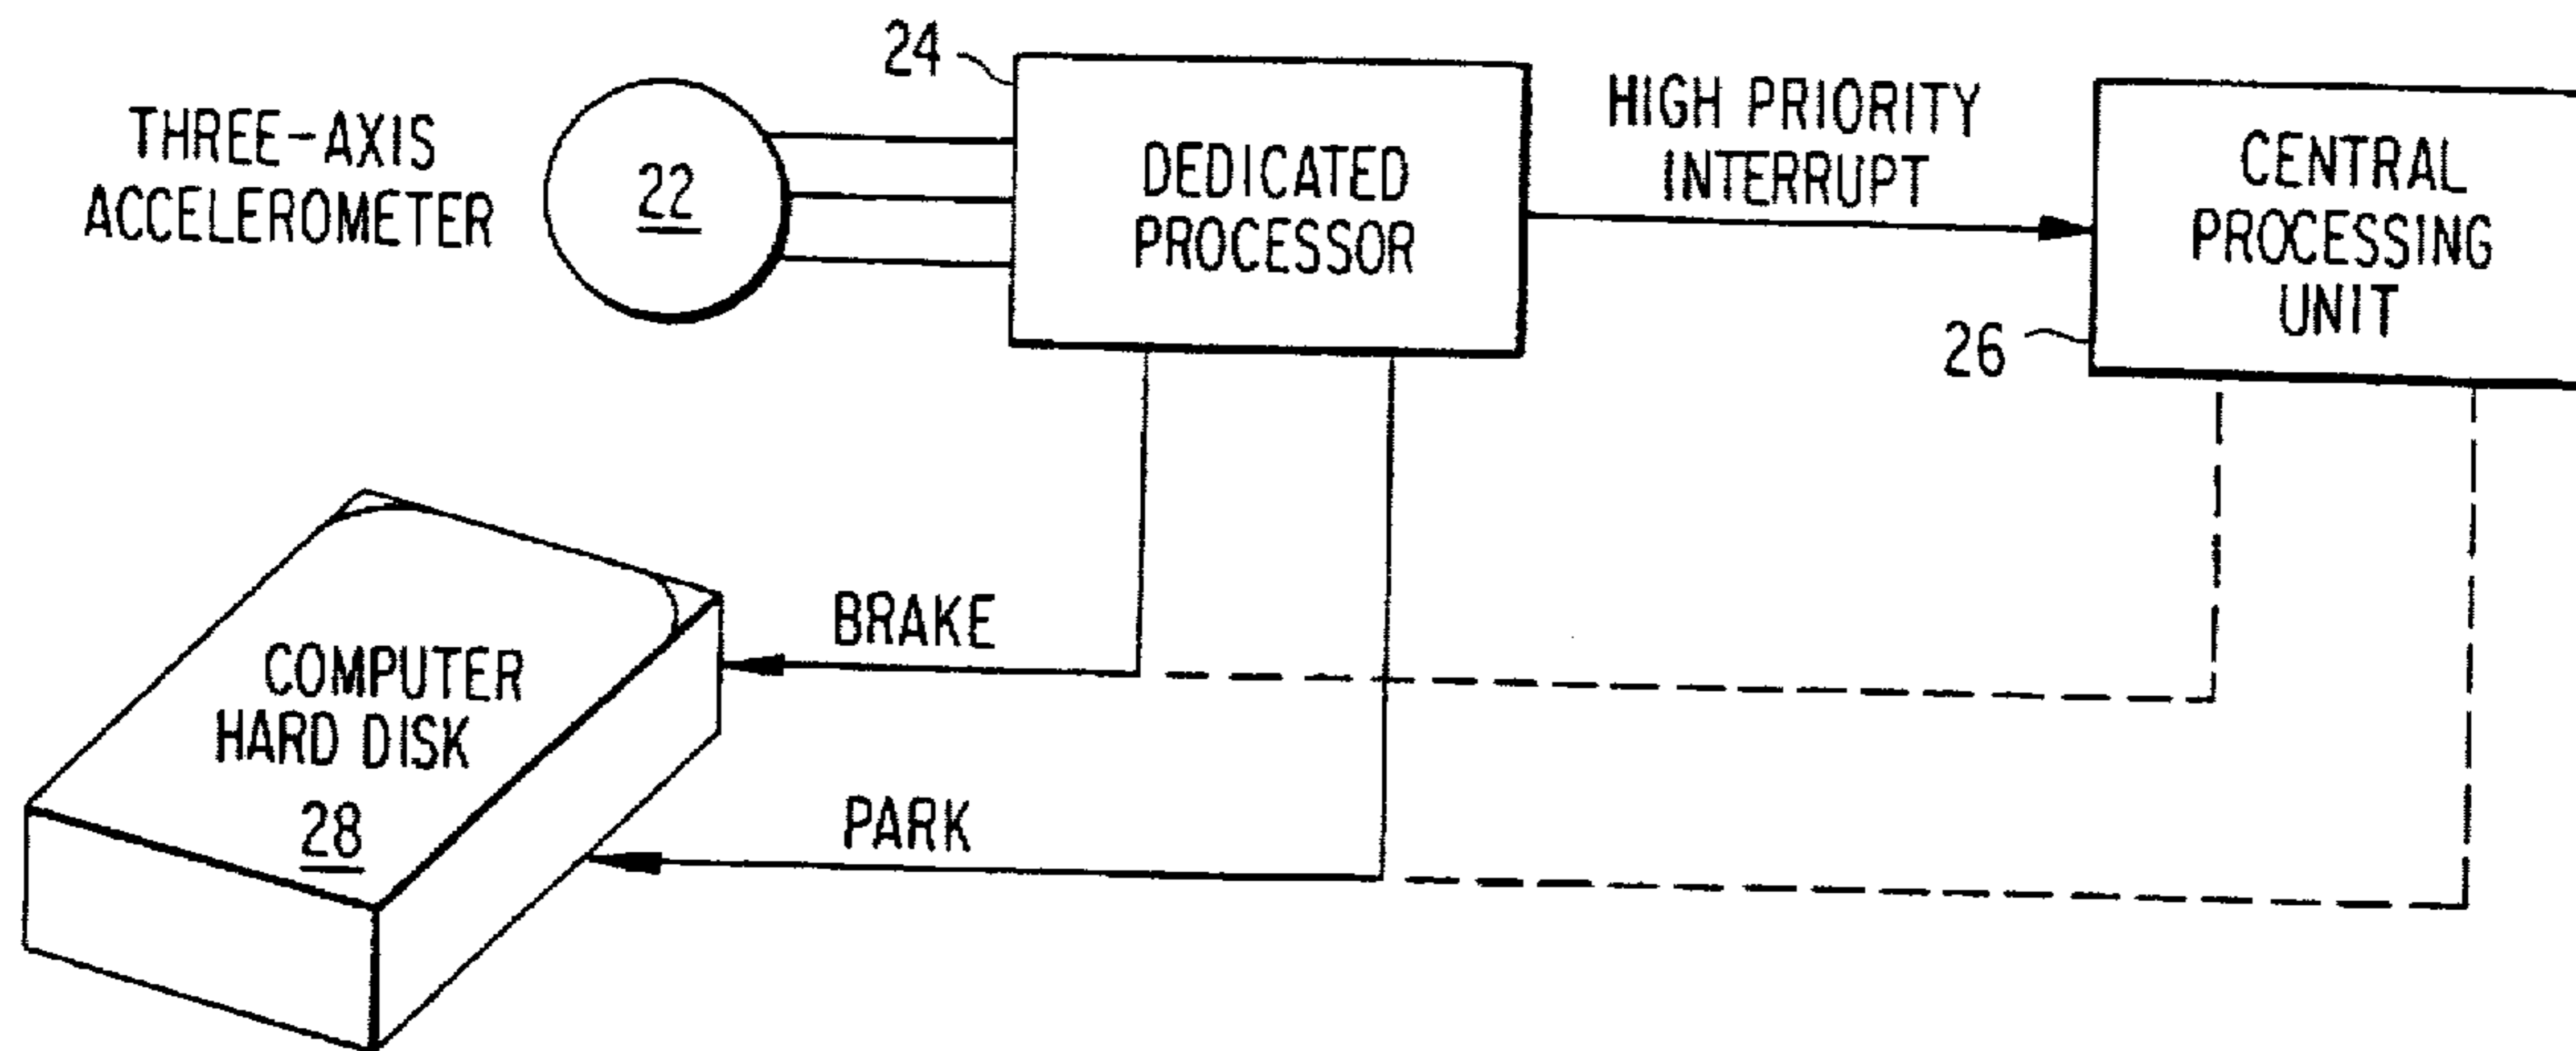 THREE-AXIS
ACCELEROMETER
22
24
DEDICATED
PROCESSOR
HIGH PRIORITY
INTERRUPT
CENTRAL
PROCESSING
UNIT
26
BRAKE
COMPUTER
HARD DISK
28
PARK